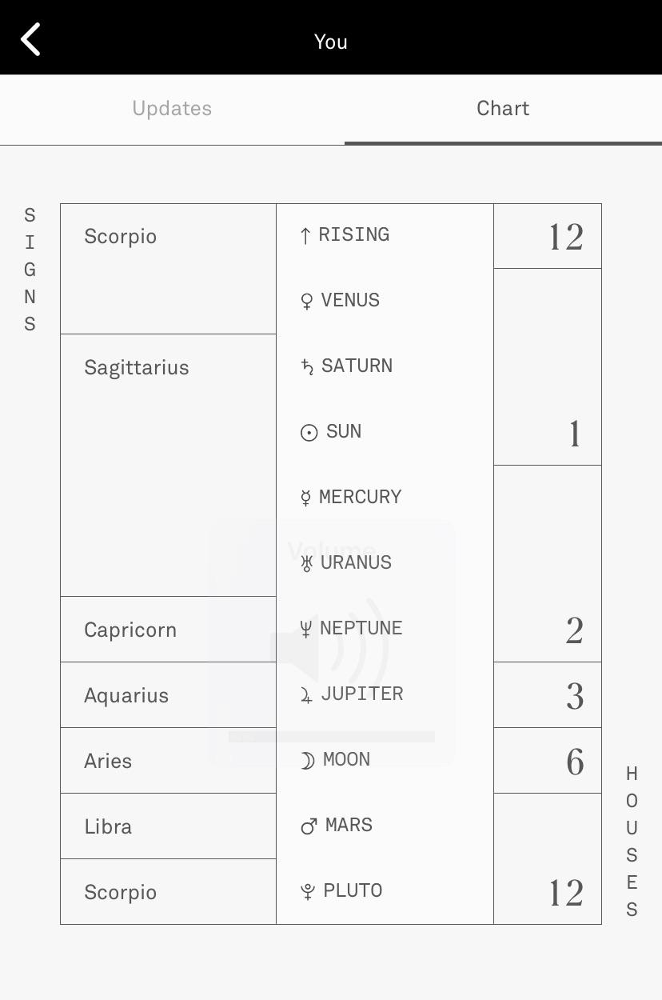 You
Updates
Chart
SIGNS
Scorpio
↑ RISING
12
♀ VENUS
Sagittarius
♄ SATURN
☉ SUN
1
☿ MERCURY
Volume
♅ URANUS
Capricorn
♆ NEPTUNE
2
Aquarius
♃ JUPITER
3
Aries
☽ MOON
6
Libra
♂ MARS
Scorpio
PLUTO
12
HOUSES